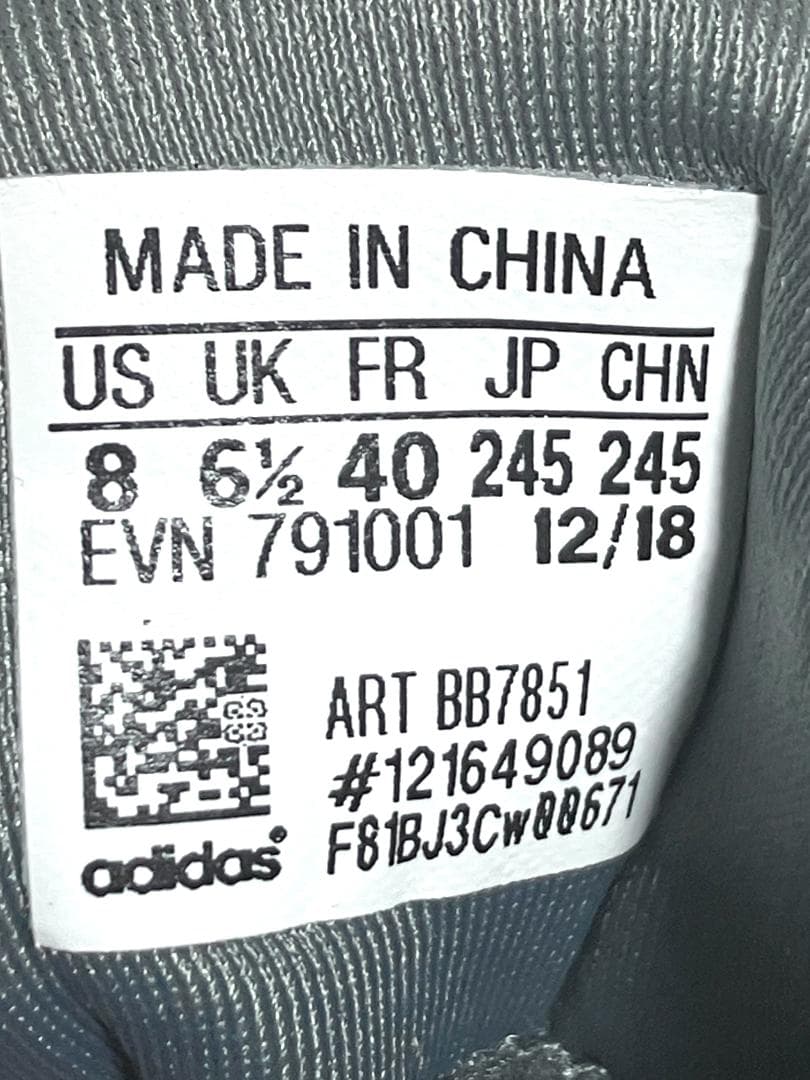 MADE IN CHINA
US UK FR JP CHN
8 6½ 40 245 245
EVN 791001 12/18
ART BB7851
#121649089
F81BJ3Cw00671
adidas®